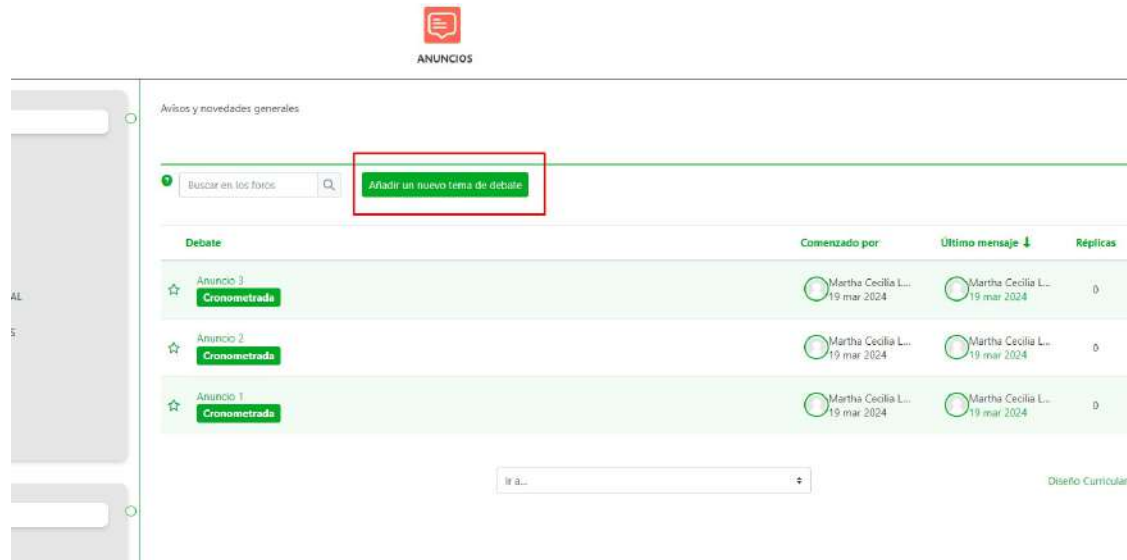 ANUNCIOS
Avisos y novedades generales
Buscar en los foros
Añadir un nuevo tema de debate
Debate
Comenzado por
Último mensaje
Réplicas
Anuncio 3
Cronometrada
Martha Cecilia L...
19 mar 2024
Martha Cecilia L...
19 mar 2024
0
AL
Anuncio 2
Cronometrada
Martha Cecilia L...
19 mar 2024
Martha Cecilia L...
19 mar 2024
0
S
Anuncio 1
Cronometrada
Martha Cecilia L...
19 mar 2024
Martha Cecilia L...
19 mar 2024
0
Ir a...
Diseño Curricular